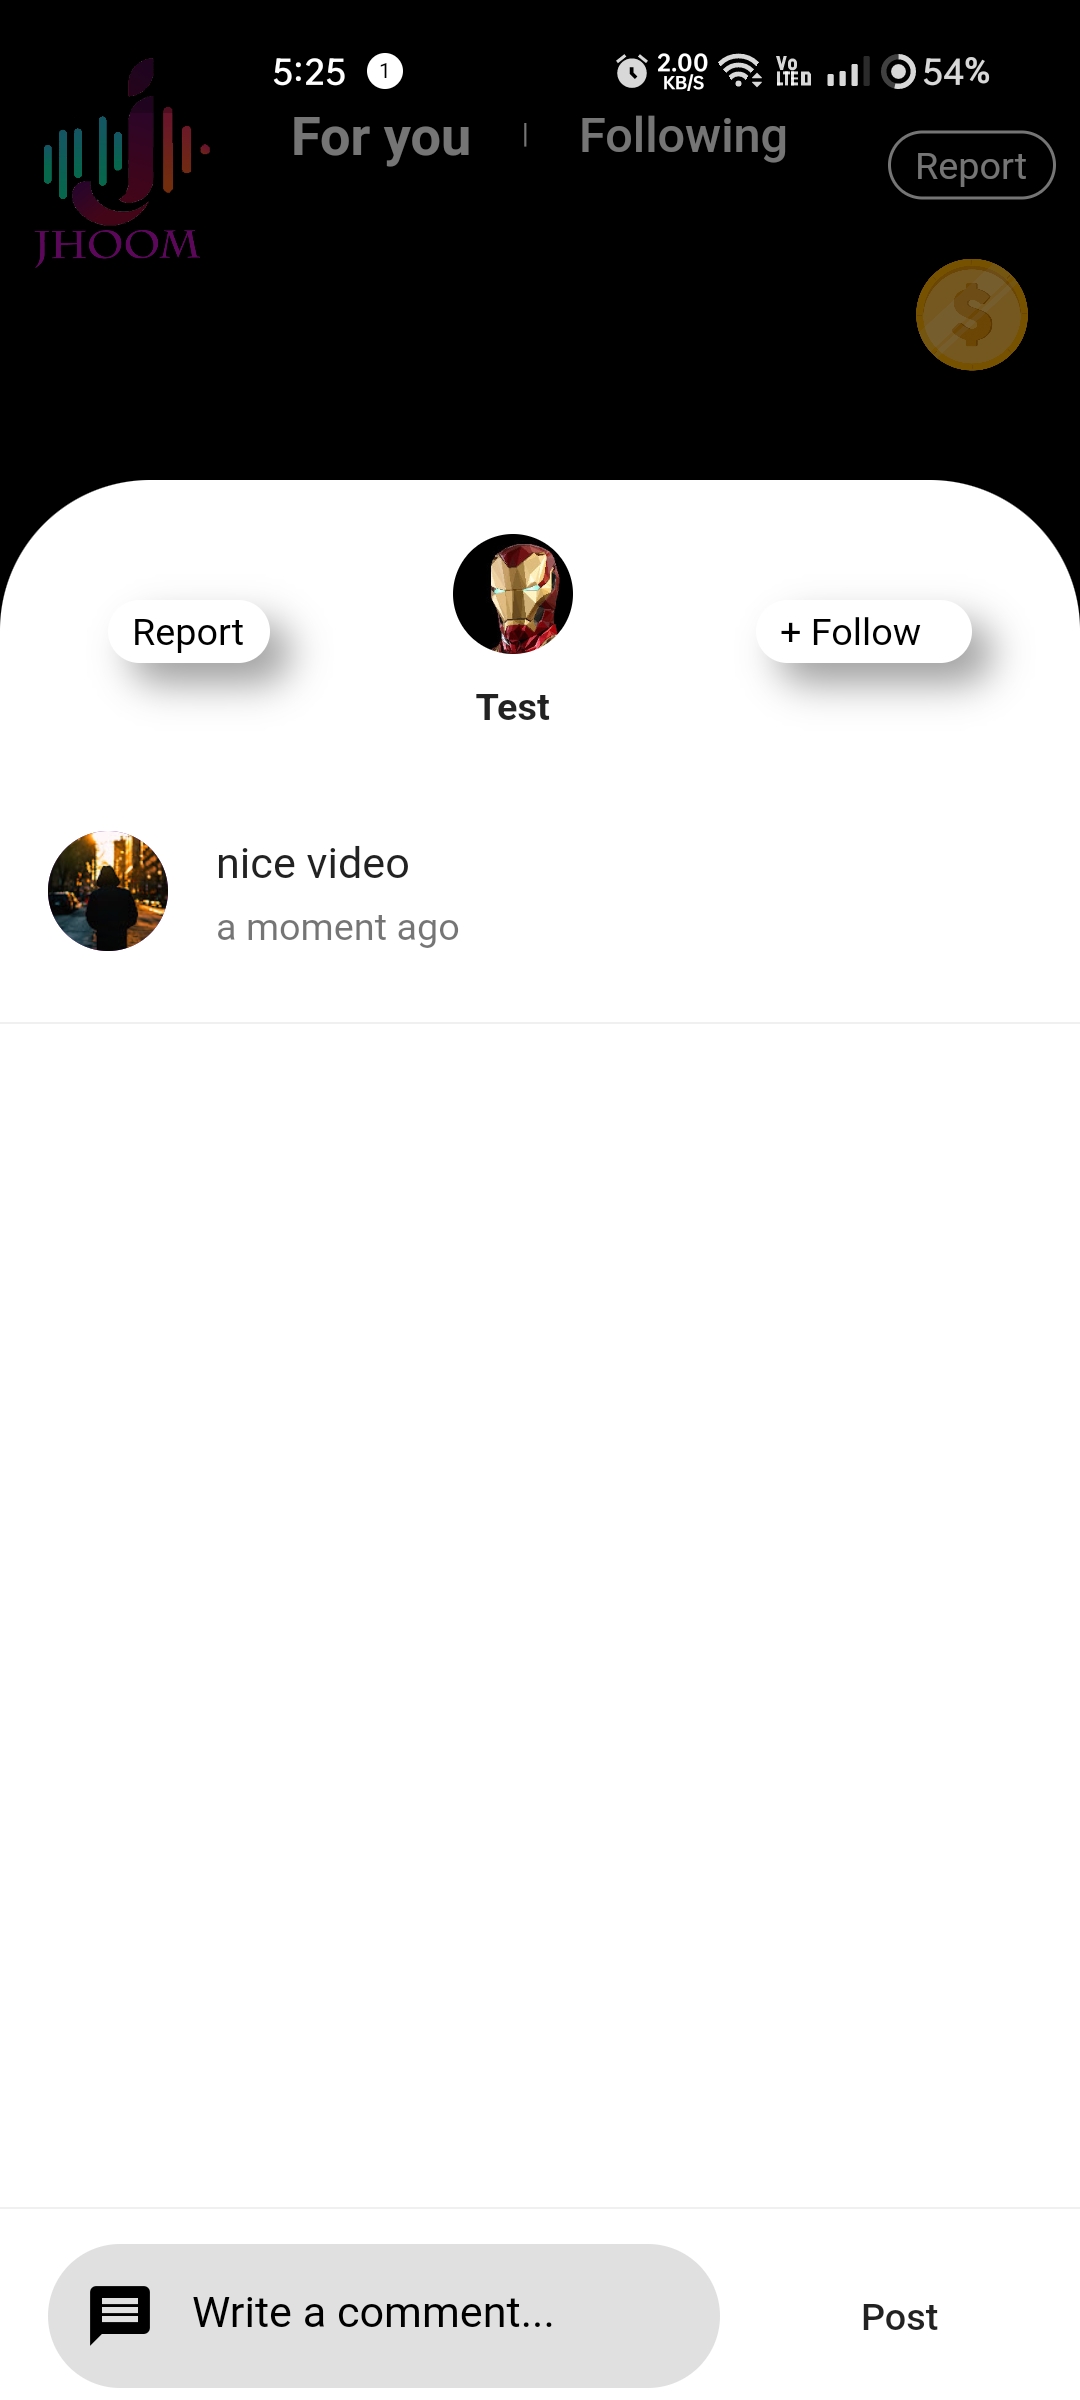 5:25 1 2.00 KB/S Vo LTED 54%
For you | Following
Report
JHOOM
$
Report
+ Follow
Test
nice video
a moment ago
Write a comment...
Post